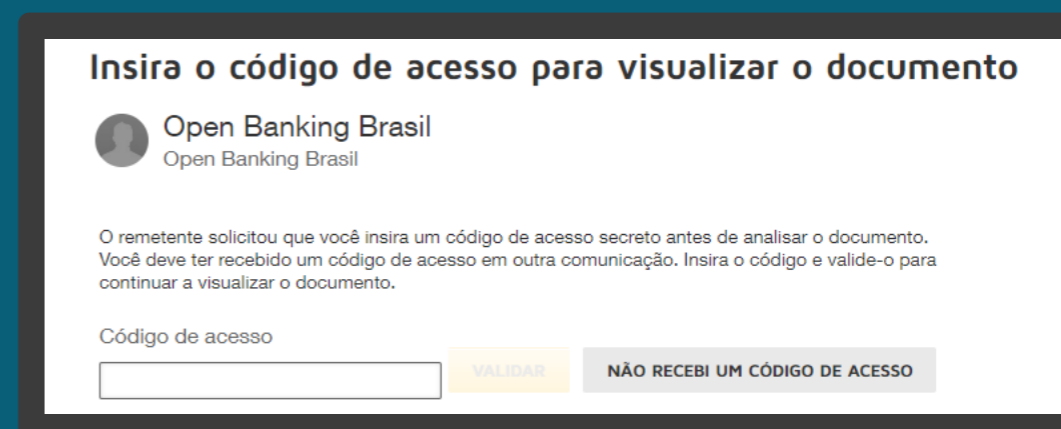 Insira o código de acesso para visualizar o documento
Open Banking Brasil
Open Banking Brasil
O remetente solicitou que você insira um código de acesso secreto antes de analisar o documento.
Você deve ter recebido um código de acesso em outra comunicação. Insira o código e valide-o para
continuar a visualizar o documento.
Código de acesso
VALIDAR
NÃO RECEBI UM CÓDIGO DE ACESSO